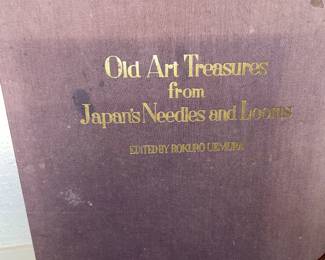 Old Art Treasures
from
Japan's Needles and Looms
EDITED BY ROKURO UEMURA